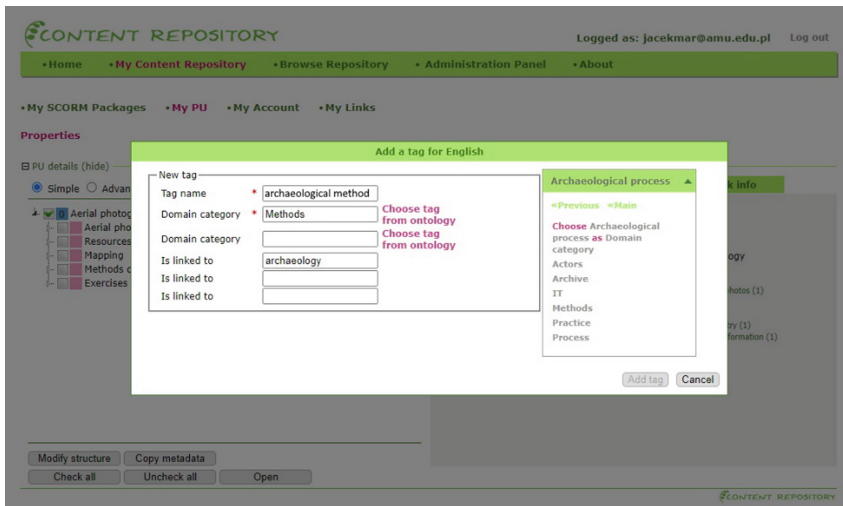 CONTENT REPOSITORY
Logged as: jacekmar@amu.edu.pl Log out
•Home •My Content Repository •Browse Repository • Administration Panel •About
•My SCORM Packages •My PU •My Account •My Links
Properties
Add a tag for English
PU details (hide)
New tag
Simple Advan
k info
Tag name * archaeological method
Domain category * Methods
Choose tag
from ontology
Domain category
Choose tag
from ontology
Is linked to archaeology
Is linked to
Is linked to
Archaeological process
«Previous «Main
Choose Archaeological
process as Domain
category
Actors
Archive
IT
Methods
Practice
Process
0 Aerial photog
Aerial pho
Resources
Mapping
Methods o
Exercises
ogy
hotos (1)
try (1)
formation (1)
Add tag Cancel
Modify structure Copy metadata
Check all Uncheck all Open
CONTENT REPOSITORY